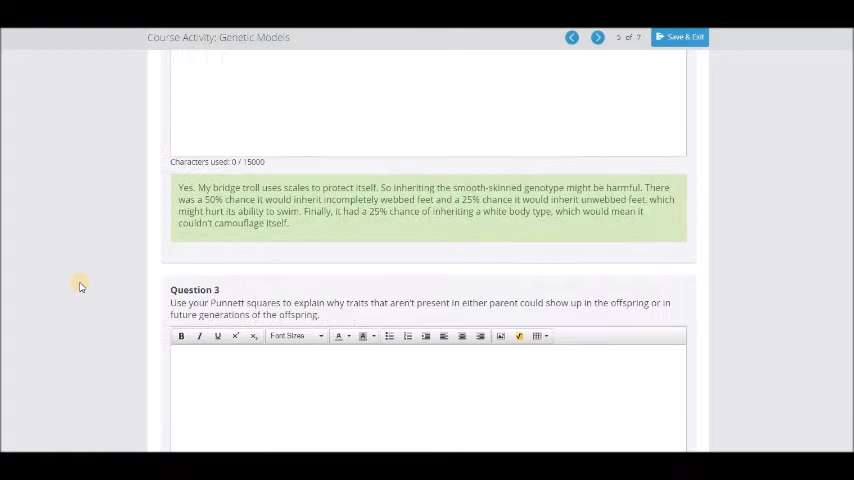 Course Activity: Genetic Models
5 of 7
Save & Exit
Characters used: 0 / 15000
Yes. My bridge troll uses scales to protect itself. So inheriting the smooth-skinned genotype might be harmful. There
was a 50% chance it would inherit incompletely webbed feet and a 25% chance it would inherit unwebbed feet, which
might hurt its ability to swim. Finally, it had a 25% chance of inheriting a white body type, which would mean it
couldn't camouflage itself.
Question 3
Use your Punnett squares to explain why traits that aren't present in either parent could show up in the offspring or in
future generations of the offspring.
B I U X² X₂ Font Sizes A A